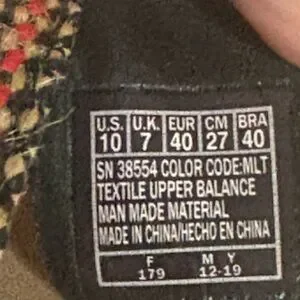 U.S. U.K. EUR CM BRA
10 7 40 27 40
SN 38554 COLOR CODE:MLT
TEXTILE UPPER BALANCE
MAN MADE MATERIAL
MADE IN CHINA/HECHO EN CHINA
F M Y
179 12-19